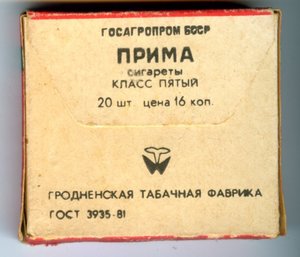 ГОСАГРОПРОМ БССР
ПРИМА
сигареты
КЛАСС ПЯТЫЙ
20 шт. цена 16 коп.
ГРОДНЕНСКАЯ ТАБАЧНАЯ ФАБРИКА
ГОСТ 3935-81